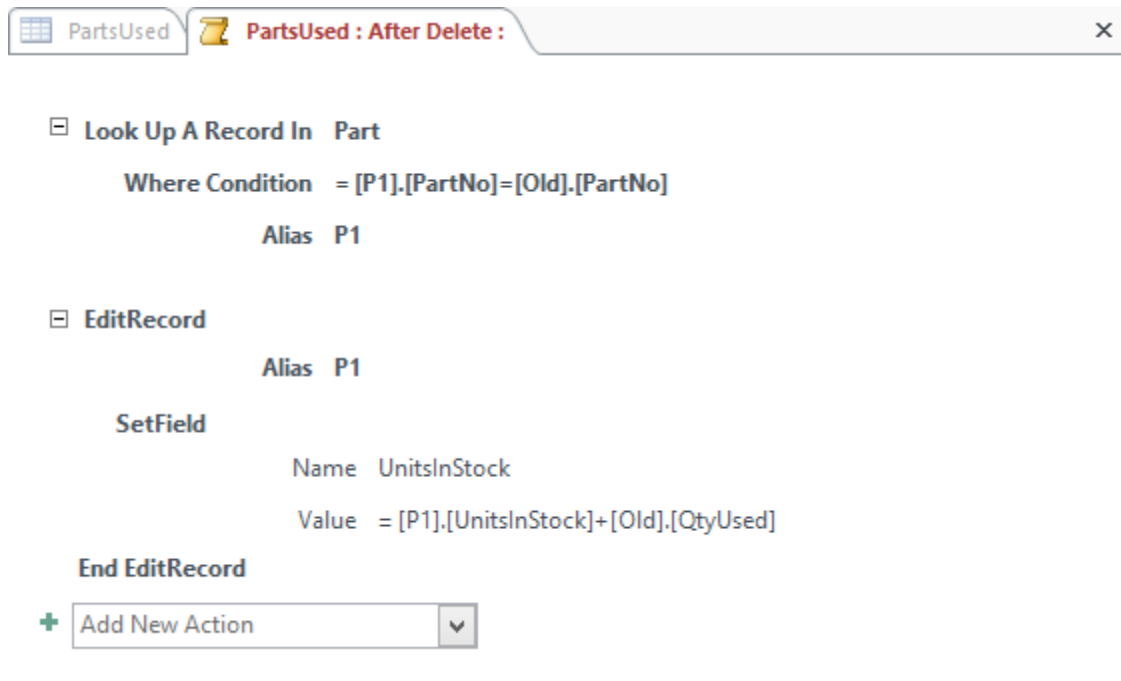 PartsUsed PartsUsed : After Delete :
Look Up A Record In Part
Where Condition = [P1].[PartNo]=[Old].[PartNo]
Alias P1
EditRecord
Alias P1
SetField
Name UnitsInStock
Value = [P1].[UnitsInStock]+[Old].[QtyUsed]
End EditRecord
Add New Action